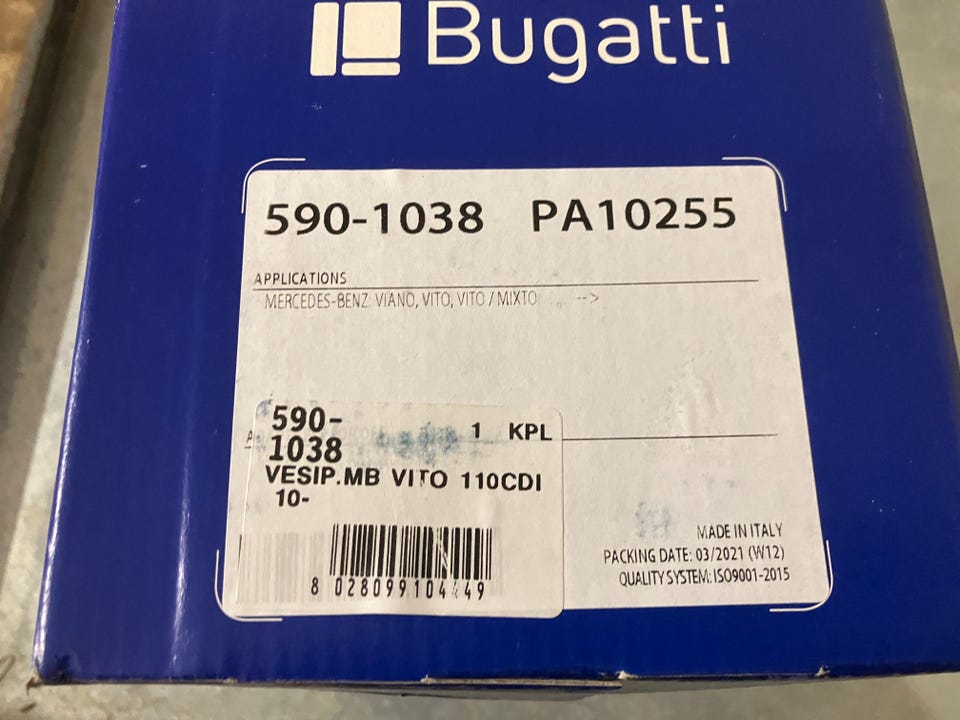 Bugatti
590-1038 PA10255
APPLICATIONS
MERCEDES-BENZ: VIANO, VITO, VITO / MIXTO -->
590-
1038
1 KPL
VESIP.MB VITO 110CDI
10-
MADE IN ITALY
PACKING DATE: 03/2021 (W12)
QUALITY SYSTEM: ISO9001-2015